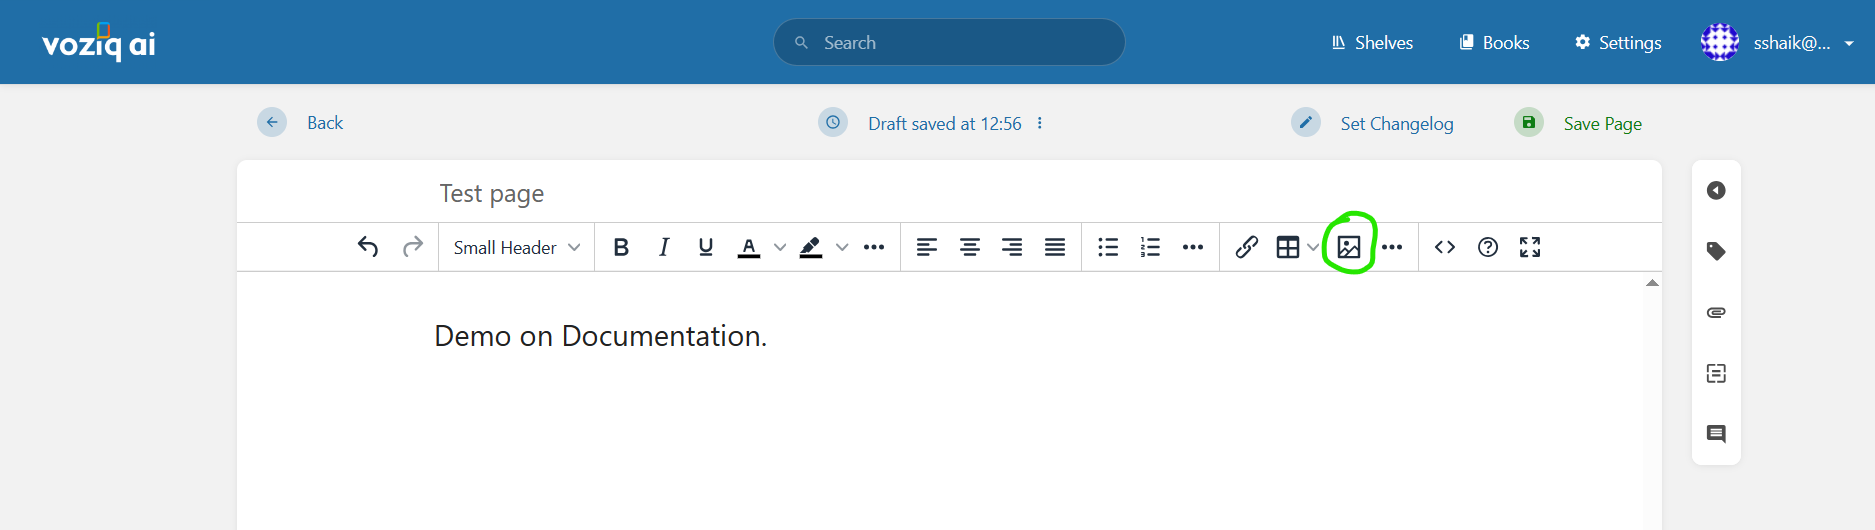 voziq ai
Search
Shelves
Books
Settings
sshaik@...
Back
Draft saved at 12:56
Set Changelog
Save Page
Test page
Small Header
B I U A
Demo on Documentation.